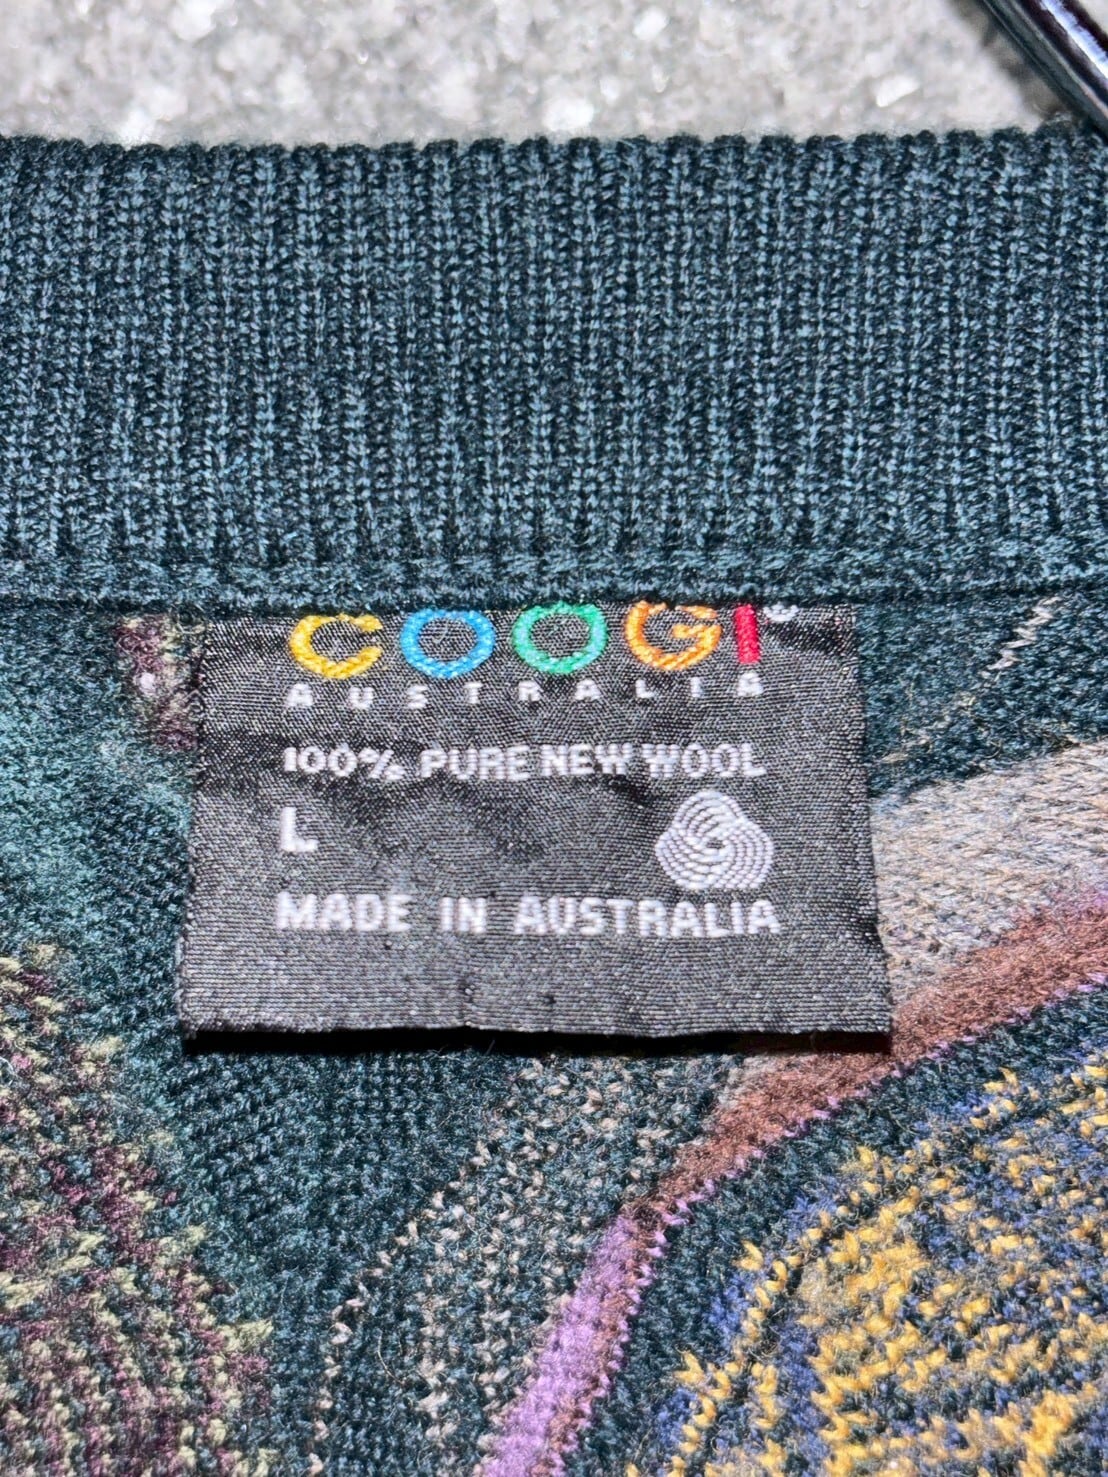 COOGI
AUSTRALIA
100% PURE NEW WOOL
L
MADE IN AUSTRALIA